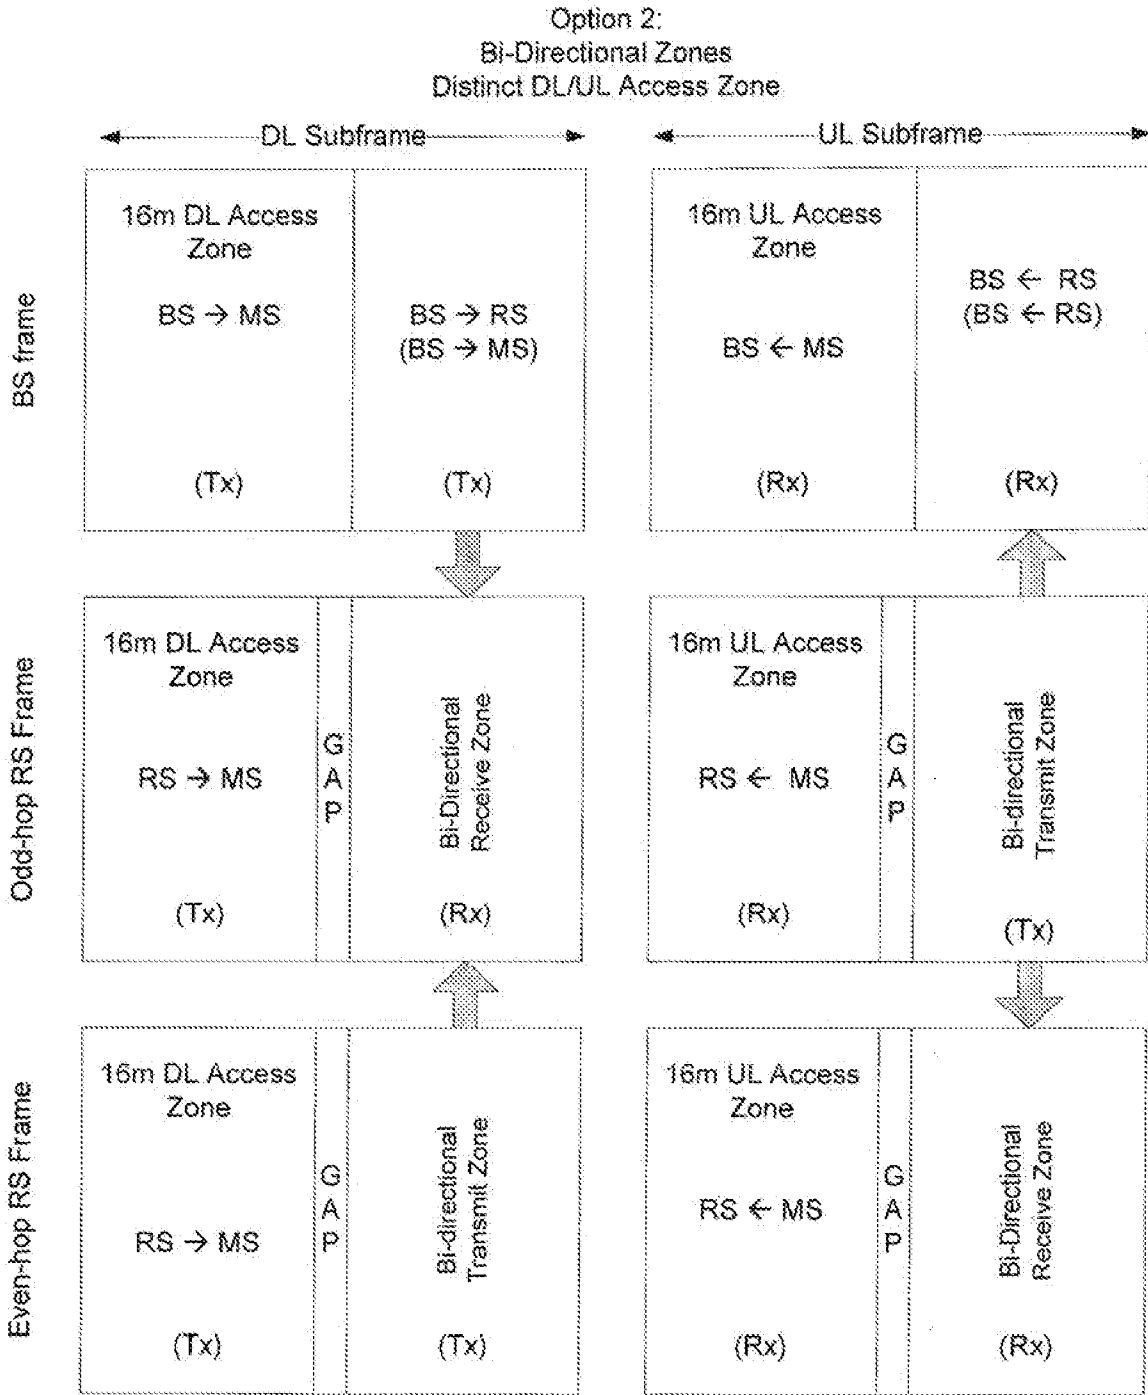 Option 2:
Bi-Directional Zones
Distinct DL/UL Access Zone
DL Subframe
UL Subframe
BS frame
16m DL Access
Zone
BS → MS
(Tx)
BS → RS
(BS → MS)
(Tx)
16m UL Access
Zone
BS ← MS
(Rx)
BS ← RS
(BS ← RS)
(Rx)
Odd-hop RS Frame
16m DL Access
Zone
RS → MS
(Tx)
G
A
P
Bi-Directional
Receive Zone
(Rx)
16m UL Access
Zone
RS ← MS
(Rx)
G
A
P
Bi-directional
Transmit Zone
(Tx)
Even-hop RS Frame
16m DL Access
Zone
RS → MS
(Tx)
G
A
P
Bi-directional
Transmit Zone
(Tx)
16m UL Access
Zone
RS ← MS
(Rx)
G
A
P
Bi-Directional
Receive Zone
(Rx)